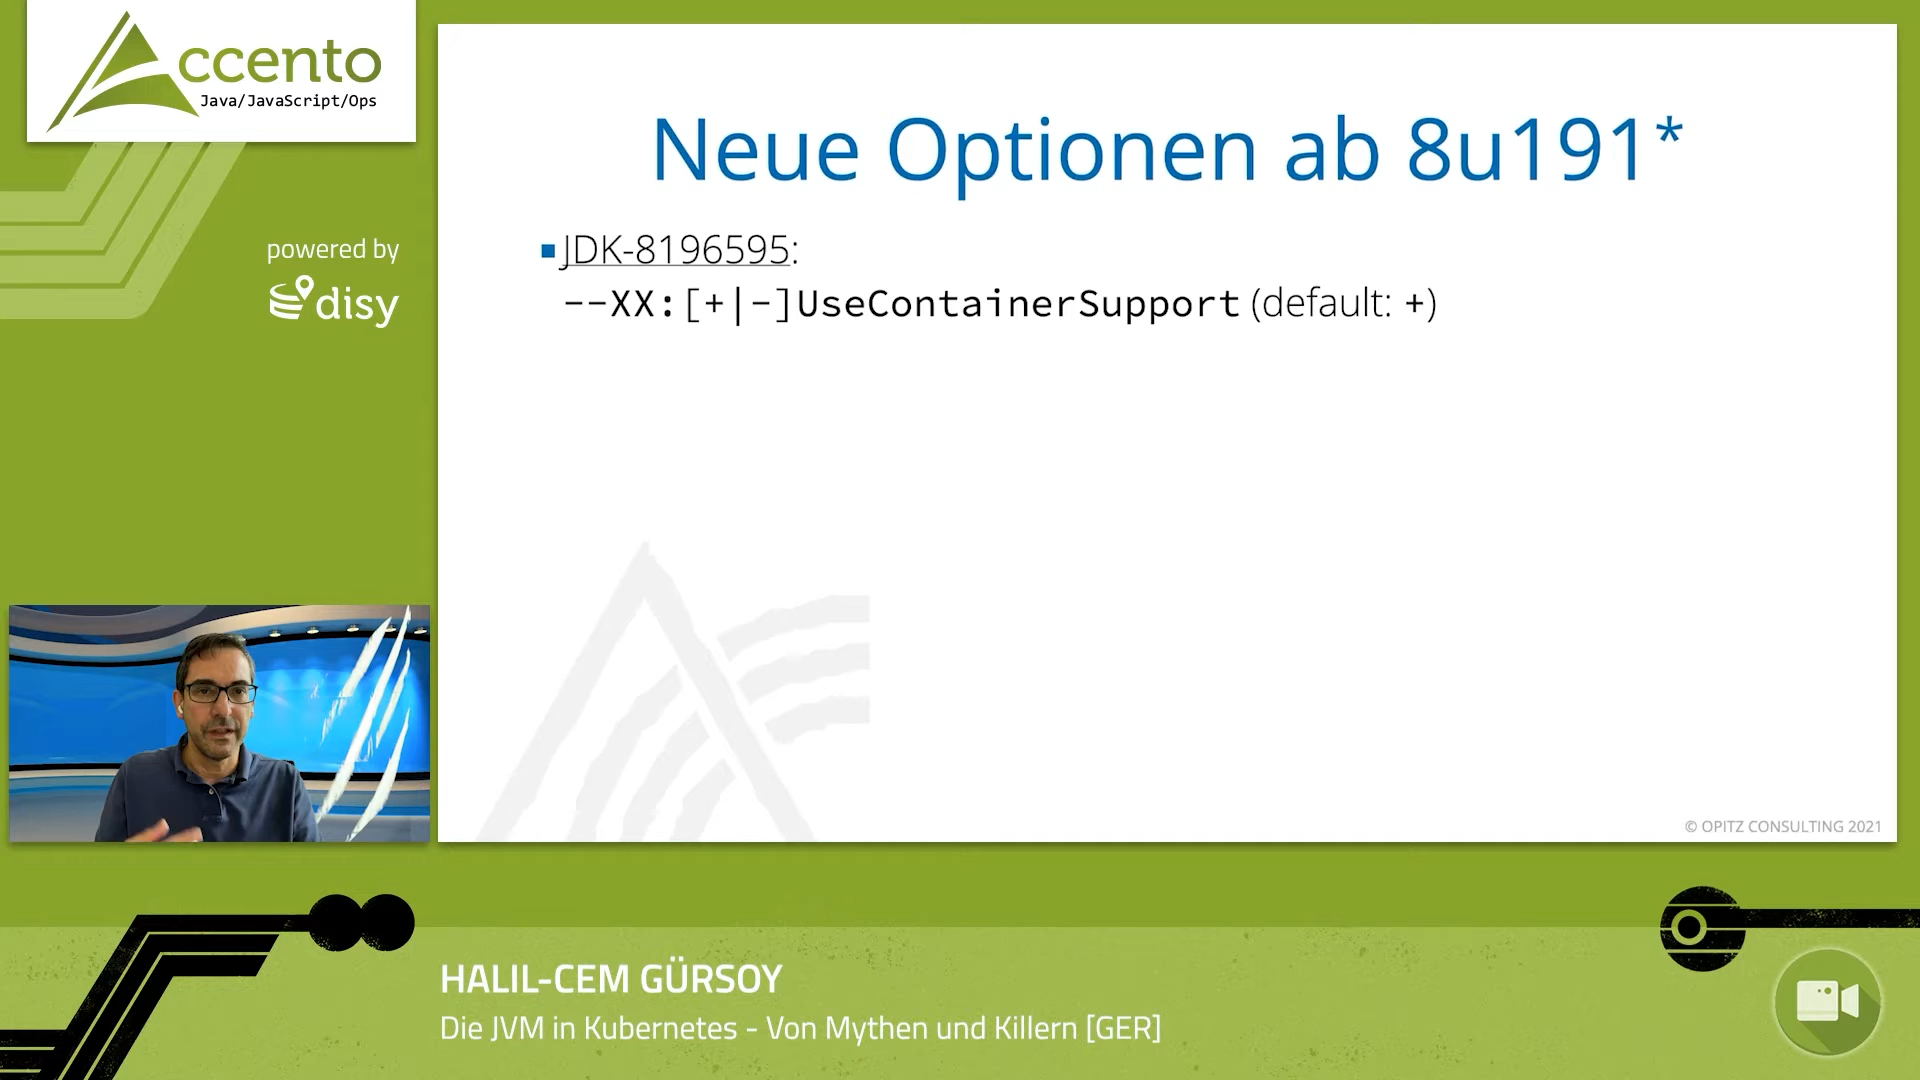 Accento
Java/JavaScript/Ops
powered by
disy
Neue Optionen ab 8u191*
JDK-8196595:
--XX:[+|-]UseContainerSupport (default: +)
© OPITZ CONSULTING 2021
HALIL-CEM GÜRSOY
Die JVM in Kubernetes - Von Mythen und Killern [GER]